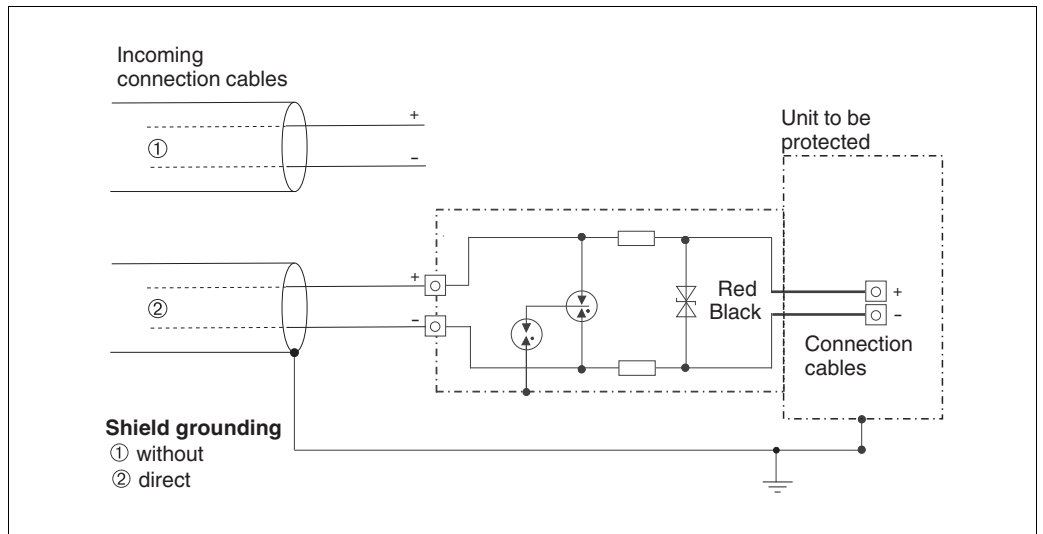 Incoming
connection cables
①
+
−
Unit to be
protected
②
+
−
Red
Black
+
−
Connection
cables
Shield grounding
① without
② direct